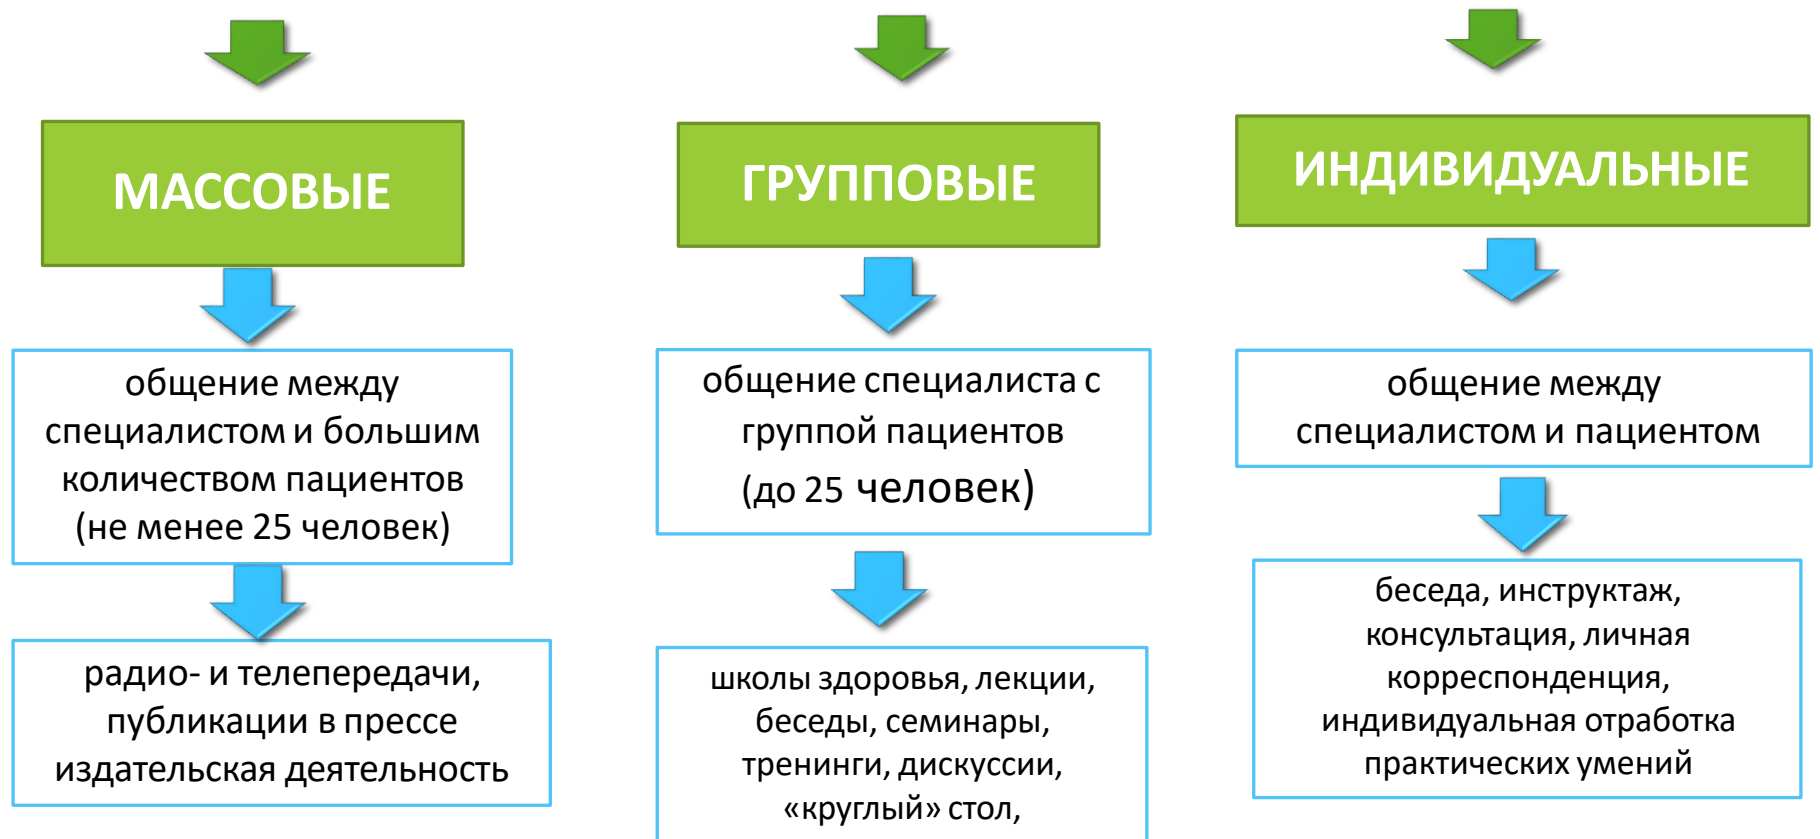 МАССОВЫЕ
общение между
специалистом и большим
количеством пациентов
(не менее 25 человек)
радио- и телепередачи,
публикации в прессе
издательская деятельность
ГРУППОВЫЕ
общение специалиста с
группой пациентов
(до 25 человек)
школы здоровья, лекции,
беседы, семинары,
тренинги, дискуссии,
«круглый» стол,
ИНДИВИДУАЛЬНЫЕ
общение между
специалистом и пациентом
беседа, инструктаж,
консультация, личная
корреспонденция,
индивидуальная отработка
практических умений